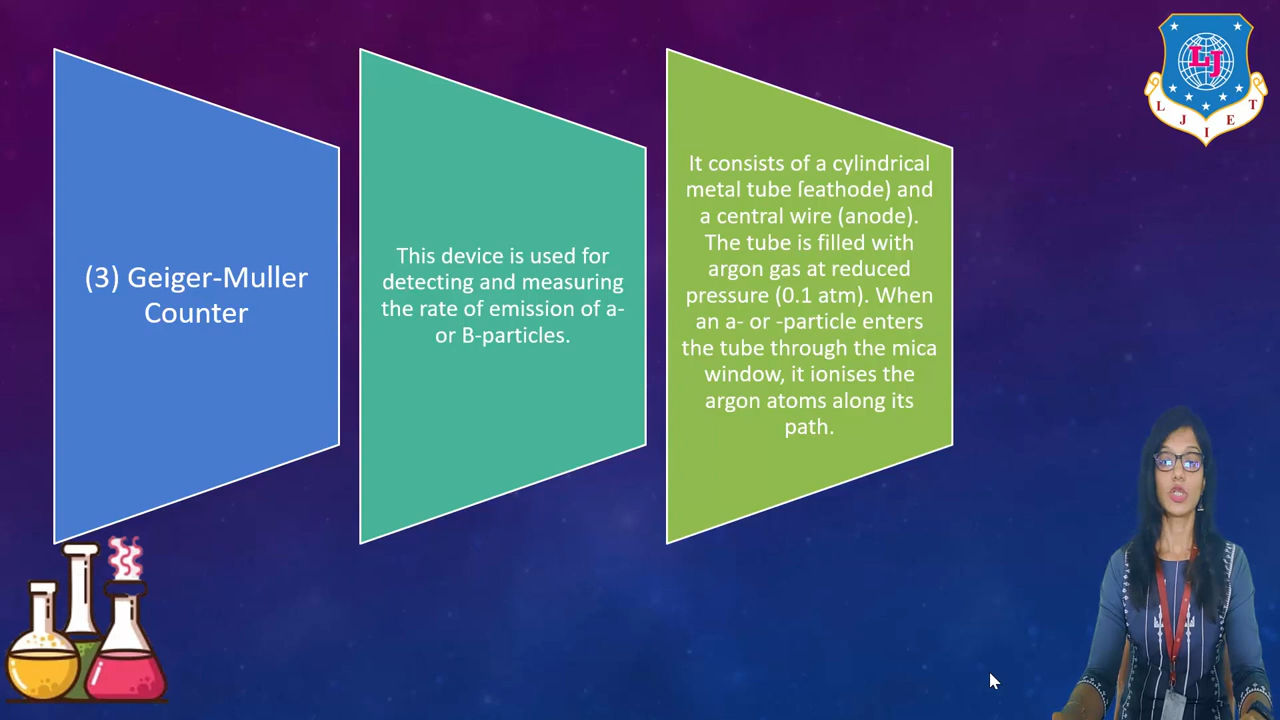 (3) Geiger-Muller
Counter
This device is used for
detecting and measuring
the rate of emission of a-
or B-particles.
It consists of a cylindrical
metal tube ſeathode) and
a central wire (anode).
The tube is filled with
argon gas at reduced
pressure (0.1 atm). When
an a- or -particle enters
the tube through the mica
window, it ionises the
argon atoms along its
path.
LJ
L J I E T